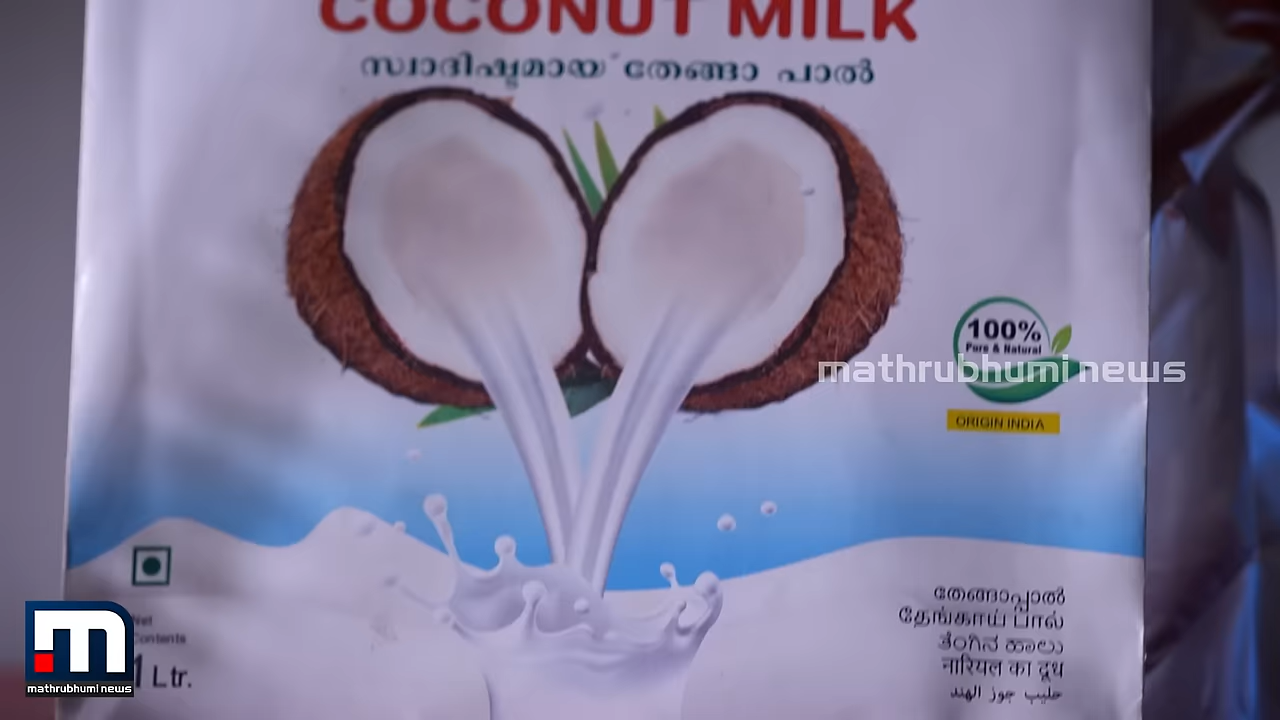 COCONUT MILK
സ്വാദിഷ്ടമായ തേങ്ങാ പാൽ
100%
Pure & Natural
mathrubhumi news
ORIGIN INDIA
Net
Contents
1 Ltr.
തേങ്ങാപ്പാൽ
தேங்காய் பால்
ತೆಂಗಿನ ಹಾಲು
नारियल का दूध
حليب جوز الهند
mathrubhumi news